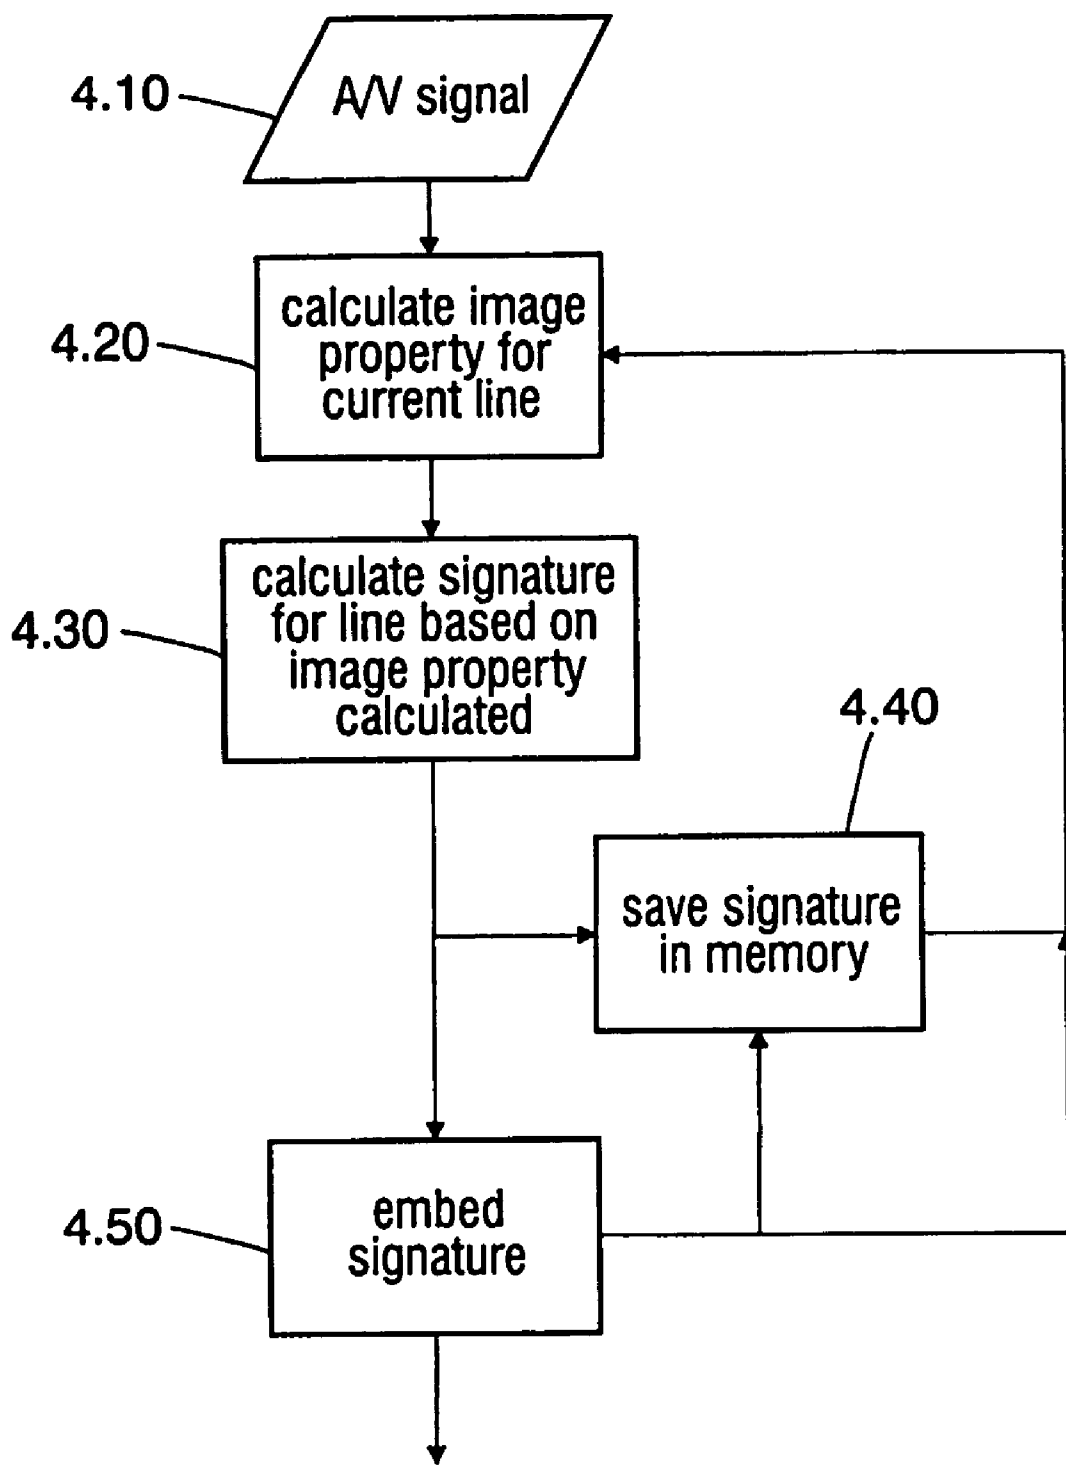 4.10
A/V signal
4.20
calculate image
property for
current line
4.30
calculate signature
for line based on
image property
calculated
4.40
save signature
in memory
4.50
embed
signature